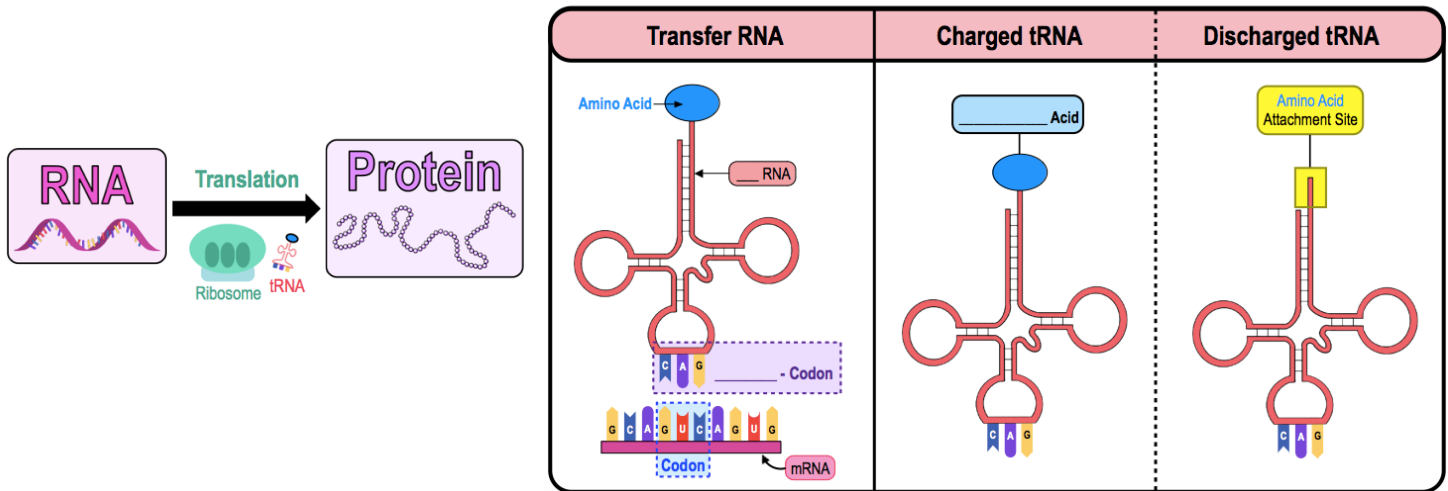 RNA
Translation
Ribosome
tRNA
Protein
Transfer RNA
Charged tRNA
Discharged tRNA
Amino Acid
___ RNA
C A G
_______ - Codon
G C A G U C A G U G
Codon
mRNA
____________ Acid
C A G
Amino Acid
Attachment Site
C A G